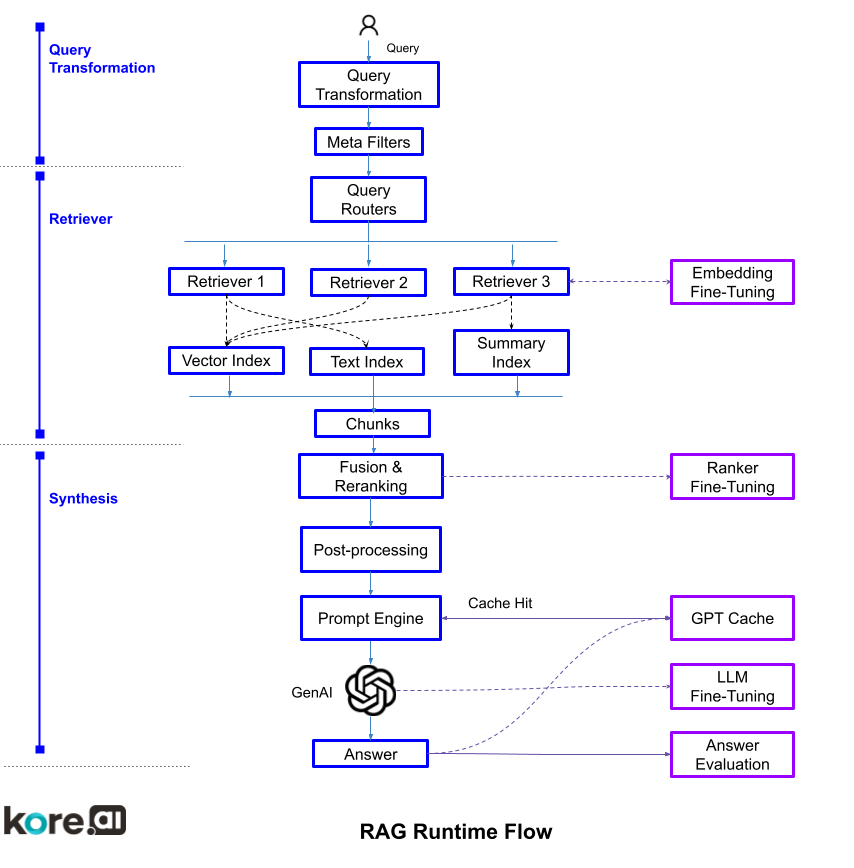 Query
Transformation
Query
Query
Transformation
Meta Filters
Query
Routers
Retriever
Retriever 1
Retriever 2
Retriever 3
Embedding
Fine-Tuning
Vector Index
Text Index
Summary
Index
Chunks
Synthesis
Fusion &
Reranking
Ranker
Fine-Tuning
Post-processing
Prompt Engine
Cache Hit
GPT Cache
GenAI
LLM
Fine-Tuning
Answer
Answer
Evaluation
kore.ai
RAG Runtime Flow